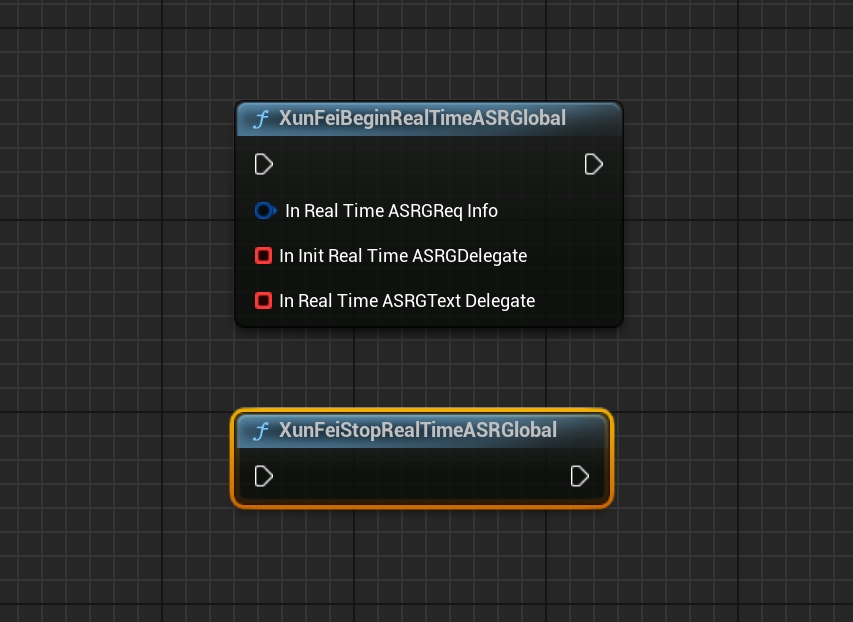 XunFeiBeginRealTimeASRGlobal
In Real Time ASRGReq Info
In Init Real Time ASRGDelegate
In Real Time ASRGText Delegate
XunFeiStopRealTimeASRGlobal